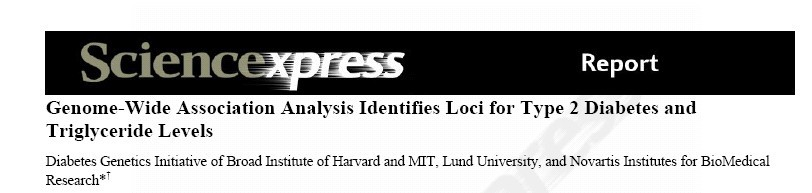 Sciencexpress Report
Genome-Wide Association Analysis Identifies Loci for Type 2 Diabetes and
Triglyceride Levels
Diabetes Genetics Initiative of Broad Institute of Harvard and MIT, Lund University, and Novartis Institutes for BioMedical
Research*†